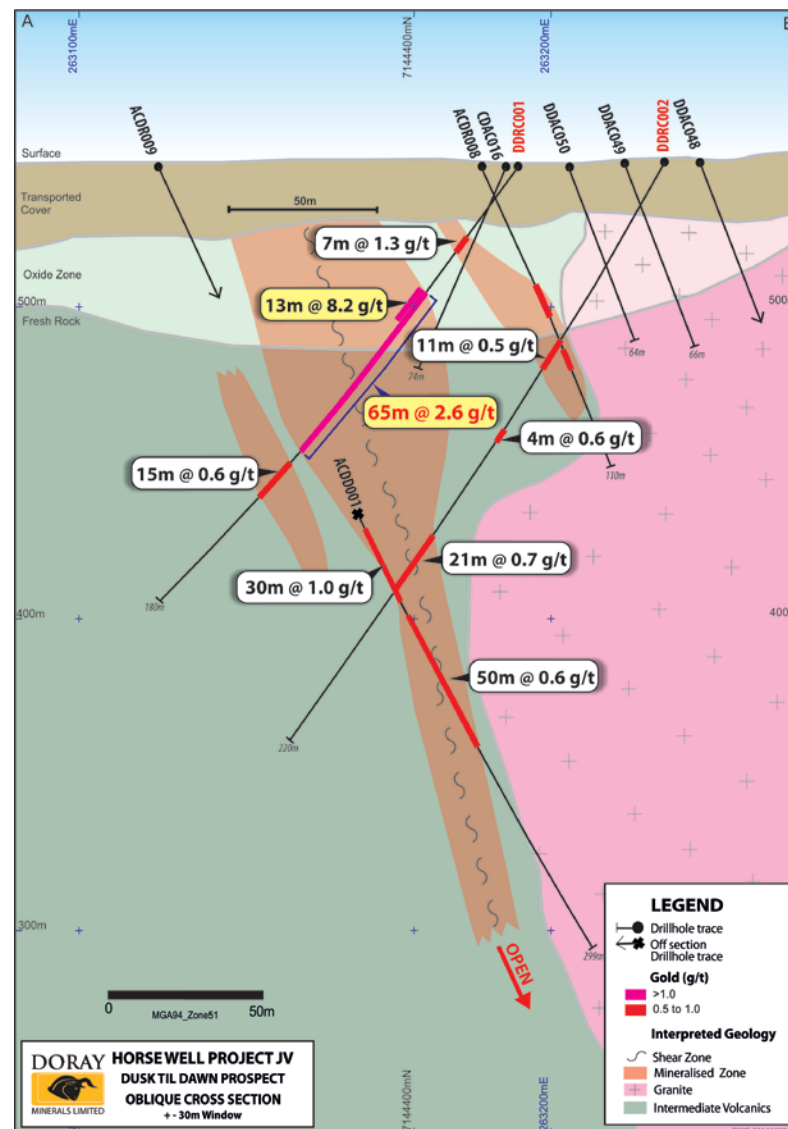 A
263100mE
7144400mN
263200mE
ACDR009
ACDR008
CDAC016
DDRC001
DDAC050
DDAC049
DDRC002
DDAC048
Surface
Transported
Cover
50m
7m @ 1.3 g/t
Oxide Zone
13m @ 8.2 g/t
500m
Fresh Rock
11m @ 0.5 g/t
64m
66m
74m
65m @ 2.6 g/t
4m @ 0.6 g/t
15m @ 0.6 g/t
110m
ACDD001
21m @ 0.7 g/t
30m @ 1.0 g/t
180m
400m
50m @ 0.6 g/t
220m
300m
299m
OPEN
0
50m
MGA94_Zone51
DORAY
MINERALS LIMITED
HORSE WELL PROJECT JV
DUSK TIL DAWN PROSPECT
OBLIQUE CROSS SECTION
+ - 30m Window
7144400mN
263200mE
LEGEND
Drillhole trace
Off section
Drillhole trace
Gold (g/t)
>1.0
0.5 to 1.0
Interpreted Geology
Shear Zone
Mineralised Zone
Granite
Intermediate Volcanics